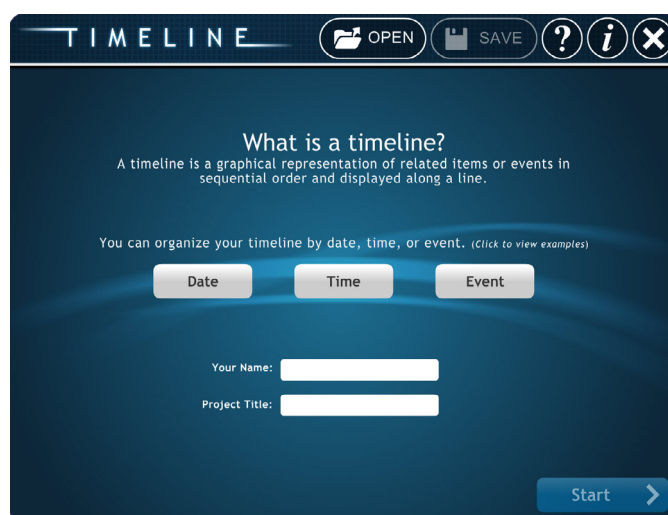 TIMELINE
OPEN
SAVE
?
i
What is a timeline?
A timeline is a graphical representation of related items or events in
sequential order and displayed along a line.
You can organize your timeline by date, time, or event. (Click to view examples)
Date
Time
Event
Your Name:
Project Title:
Start